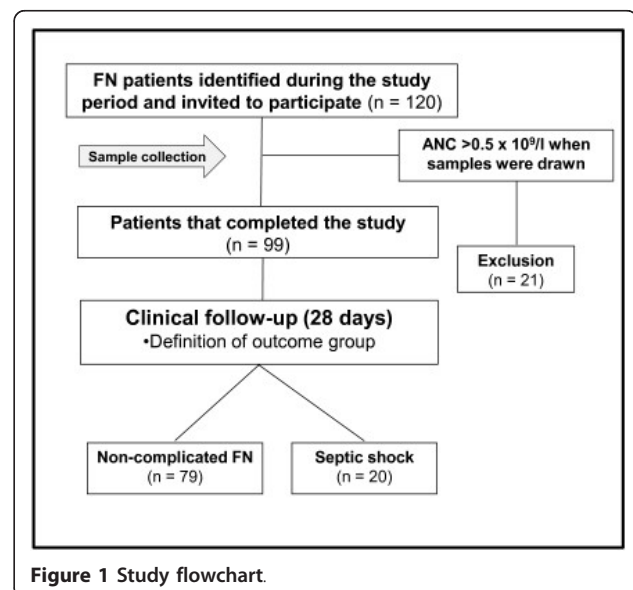 FN patients identified during the study
period and invited to participate (n = 120)
Sample collection
ANC >0.5 x 10⁹/l when
samples were drawn
Patients that completed the study
(n = 99)
Exclusion
(n = 21)
Clinical follow-up (28 days)
•Definition of outcome group
Non-complicated FN
(n = 79)
Septic shock
(n = 20)
Figure 1 Study flowchart.